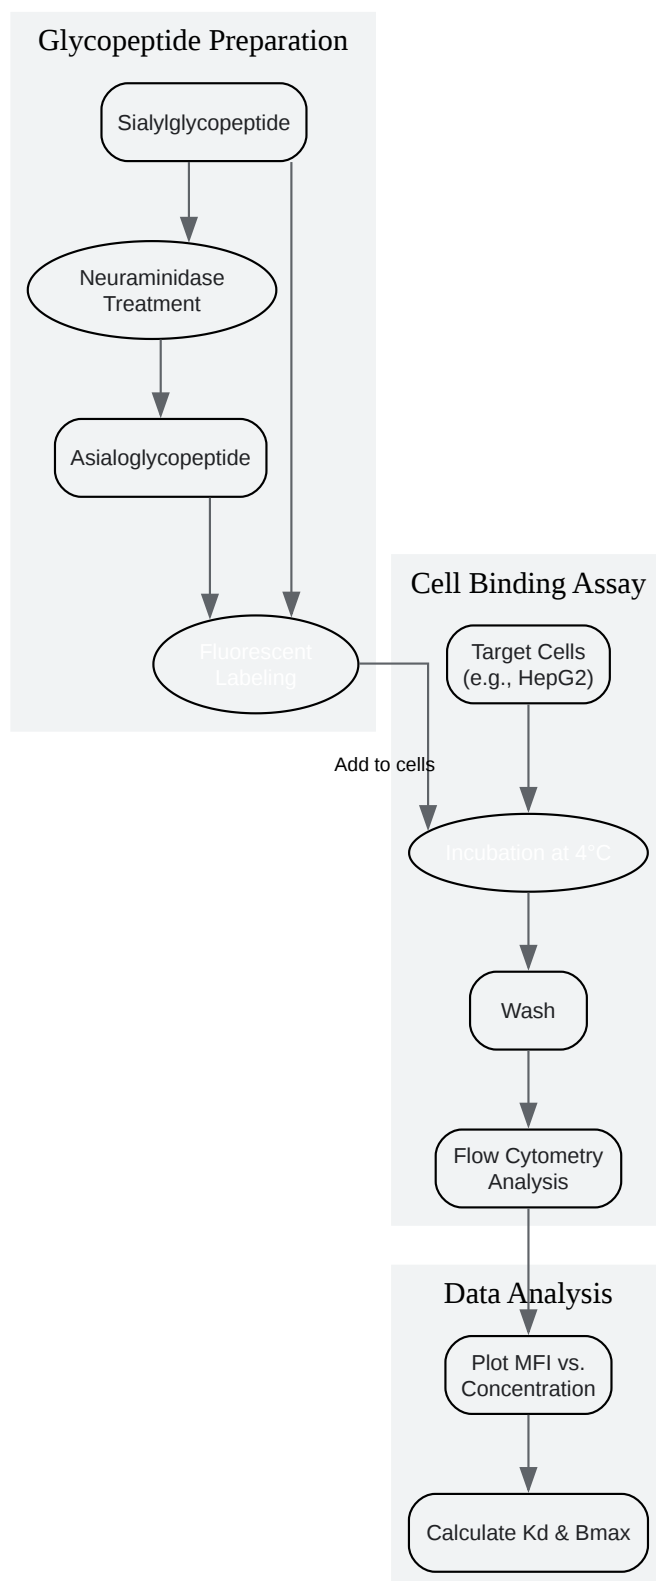 Glycopeptide Preparation
Sialylglycopeptide
Neuraminidase
Treatment
Asialoglycopeptide
Fluorescent
Labeling
Add to cells
Cell Binding Assay
Target Cells
(e.g., HepG2)
Incubation at 4°C
Wash
Flow Cytometry
Analysis
Data Analysis
Plot MFI vs.
Concentration
Calculate Kd & Bmax